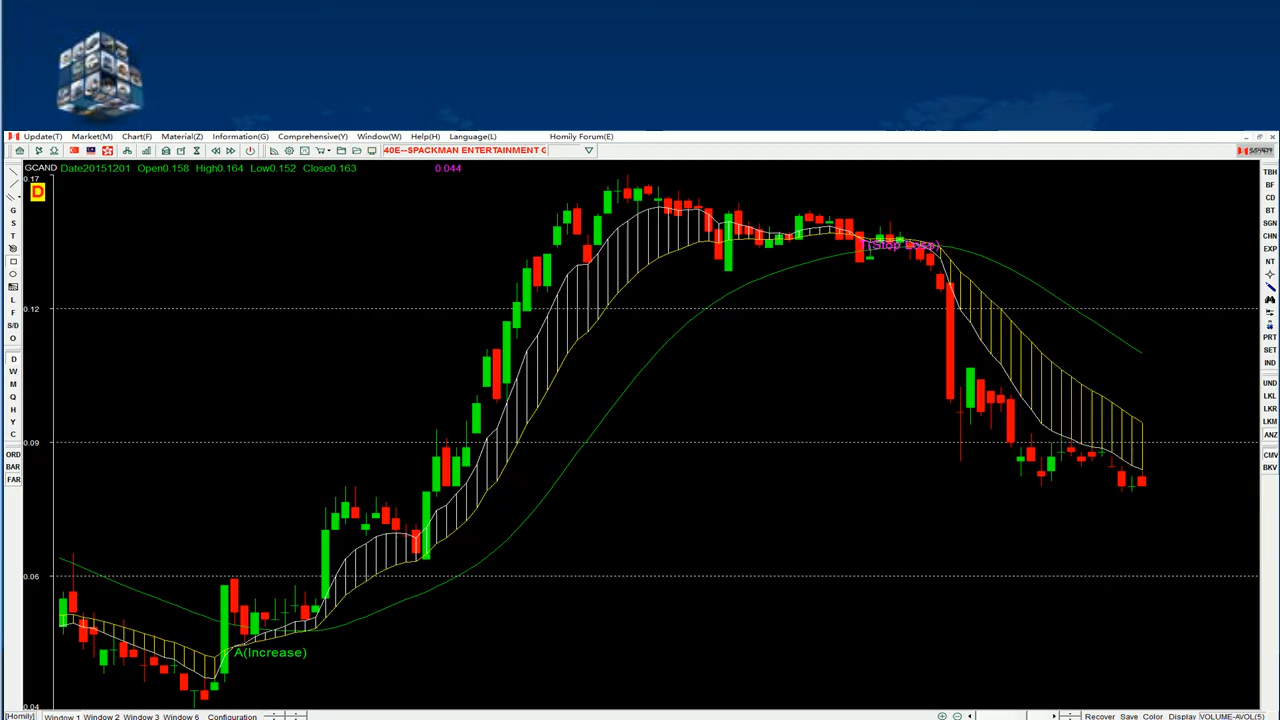 Update(T) Market(M) Chart(F) Material(Z) Information(G) Comprehensive(Y) Window(W) Help(H) Language(L) Homily Forum(E)
40E--SPACKMAN ENTERTAINMENT G
GCAND Date20151201 Open0.158 High0.164 Low0.152 Close0.163 0.044
0.17
D
(Stop Loss)
0.12
0.09
0.06
A(Increase)
0.04
G
S
T
L
F
S/D
O
D
W
M
Q
H
Y
C
ORD
BAR
FAR
TBH
BF
CD
BT
SGN
CHN
EXP
NT
PRT
SET
IND
UND
LKL
LKR
LKM
ANZ
CMV
BKV
[Homily] Window 1 Window 2 Window 3 Window 6 Configuration Recover Save Color Display VOLUME-AVOL(5)